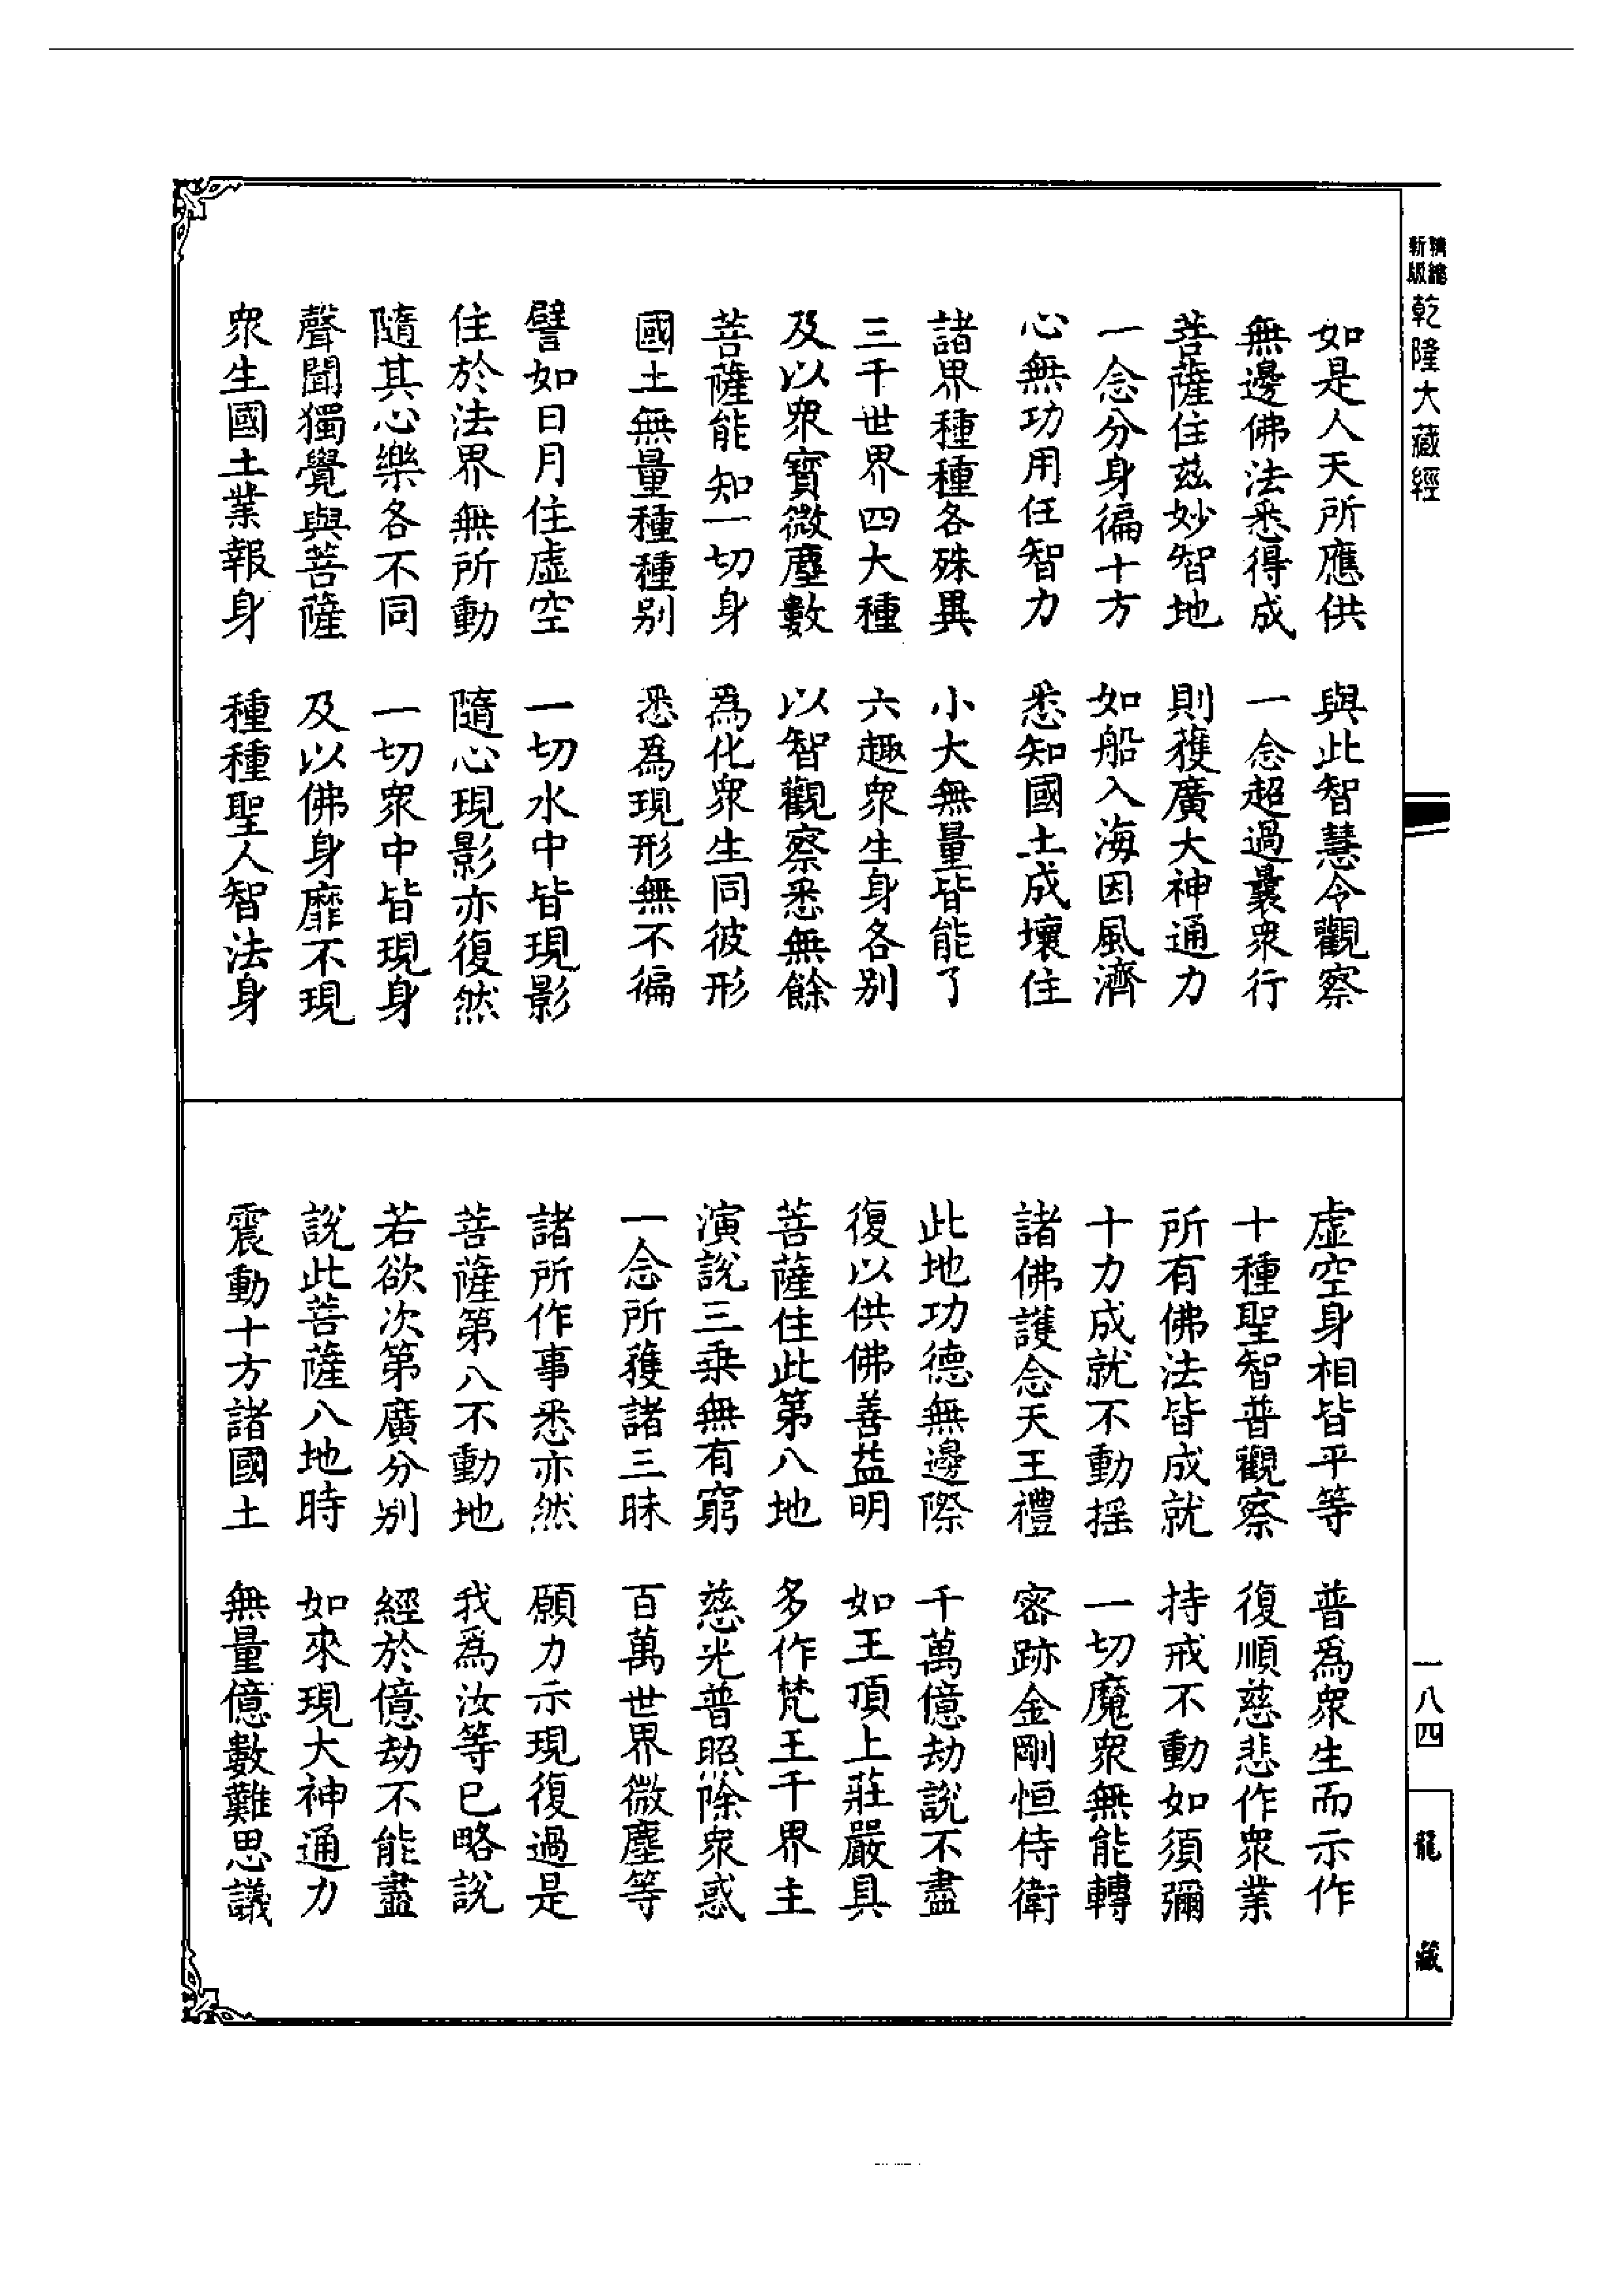 新版精縮乾隆大藏經
如是人天所應供　與此智慧令觀察
無邊佛法悉得成　一念超過曩衆行
菩薩住兹妙智地　則獲廣大神通力
一念分身徧十方　如船入海因風濟
心無功用任智力　悉知國土成壞住
諸界種種各殊異　小大無量皆能了
三千世界四大種　六趣衆生身各别
及以衆寳微塵數　以智觀察悉無餘
菩薩能知一切身　為化衆生同彼形
國土無量種種别　悉為現形無不徧
譬如日月住虛空　一切水中皆現影
住於法界無所動　隨心現影亦復然
隨其心樂各不同　一切衆中皆現身
聲聞獨覺與菩薩　及以佛身靡不現
衆生國土業報身　種種聖人智法身
虛空身相皆平等　普為衆生而示作
十種聖智普觀察　復順慈悲作衆業
所有佛法皆成就　持戒不動如須彌
十力成就不動揺　一切魔衆無能轉
諸佛護念天王禮　密跡金剛恒侍衛
此地功德無邊際　千萬億劫說不盡
復以供佛善益明　如王頂上莊嚴具
菩薩住此第八地　多作梵王千界主
演說三乘無有窮　慈光普照除衆惑
一念所獲諸三昧　百萬世界微塵等
諸所作事悉亦然　願力示現復過是
菩薩第八不動地　我為汝等已略說
若欲次第廣分别　經於億劫不能盡
說此菩薩八地時　如來現大神通力
震動十方諸國土　無量億數難思議
一八四
龍藏